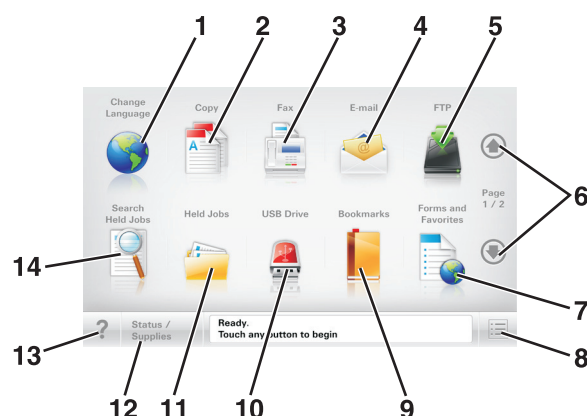 1 2 3 4 5
Change
Language
Copy
Fax
E-mail
FTP
A
@
6
Page
1 / 2
Search
Held Jobs
Held Jobs
USB Drive
Bookmarks
Forms and
Favorites
14
7
?
Status /
Supplies
Ready.
Touch any button to begin
13
8
12 11 10 9